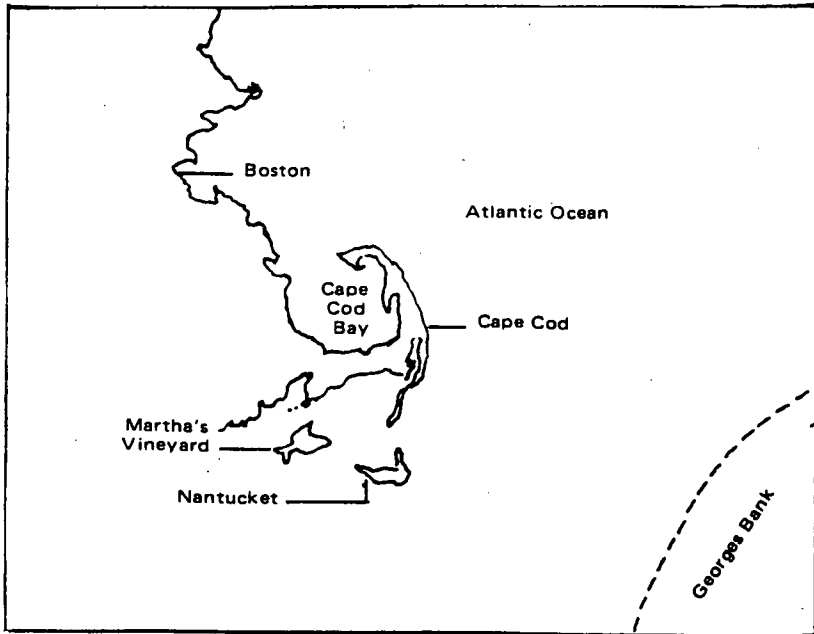 Boston
Atlantic Ocean
Cape
Cod
Bay
Cape Cod
Martha's
Vineyard
Nantucket
Georges Bank